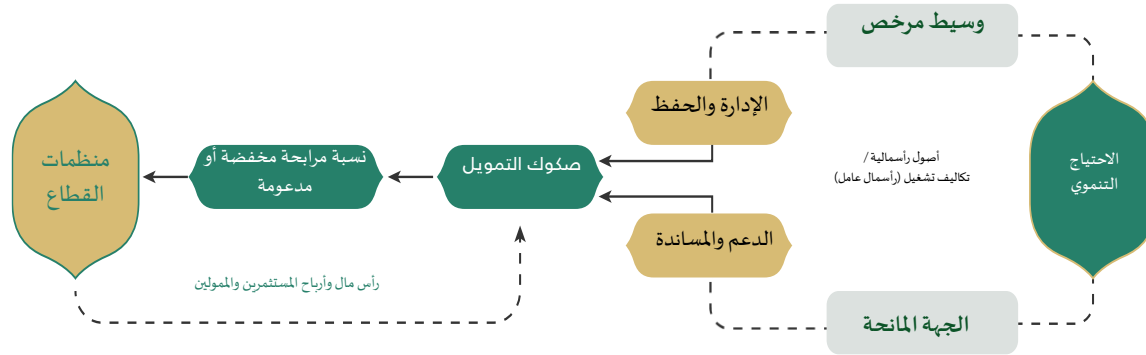 وسيط مرخص
الاحتياج
التنموي
أصول رأسمالية /
تكاليف تشغيل (رأسمال عامل)
الجهة المانحة
الإدارة والحفظ
الدعم والمساندة
صكوك التمويل
نسبة مرابحة مخفضة أو
مدعومة
منظمات
القطاع
رأس مال وأرباح المستثمرين والممولين